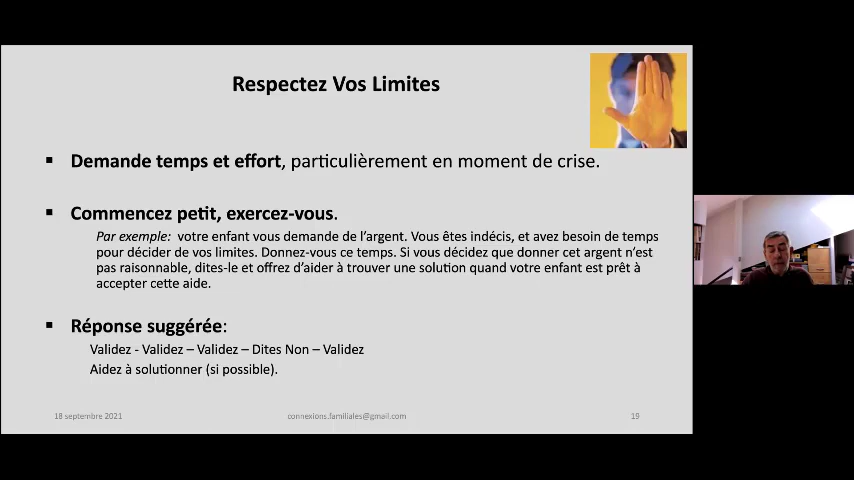 Respectez Vos Limites
▪ Demande temps et effort, particulièrement en moment de crise.
▪ Commencez petit, exercez-vous.
Par exemple: votre enfant vous demande de l'argent. Vous êtes indécis, et avez besoin de temps
pour décider de vos limites. Donnez-vous ce temps. Si vous décidez que donner cet argent n'est
pas raisonnable, dites-le et offrez d'aider à trouver une solution quand votre enfant est prêt à
accepter cette aide.
▪ Réponse suggérée:
Validez - Validez – Validez – Dites Non – Validez
Aidez à solutionner (si possible).
18 septembre 2021
connexions.familiales@gmail.com
19